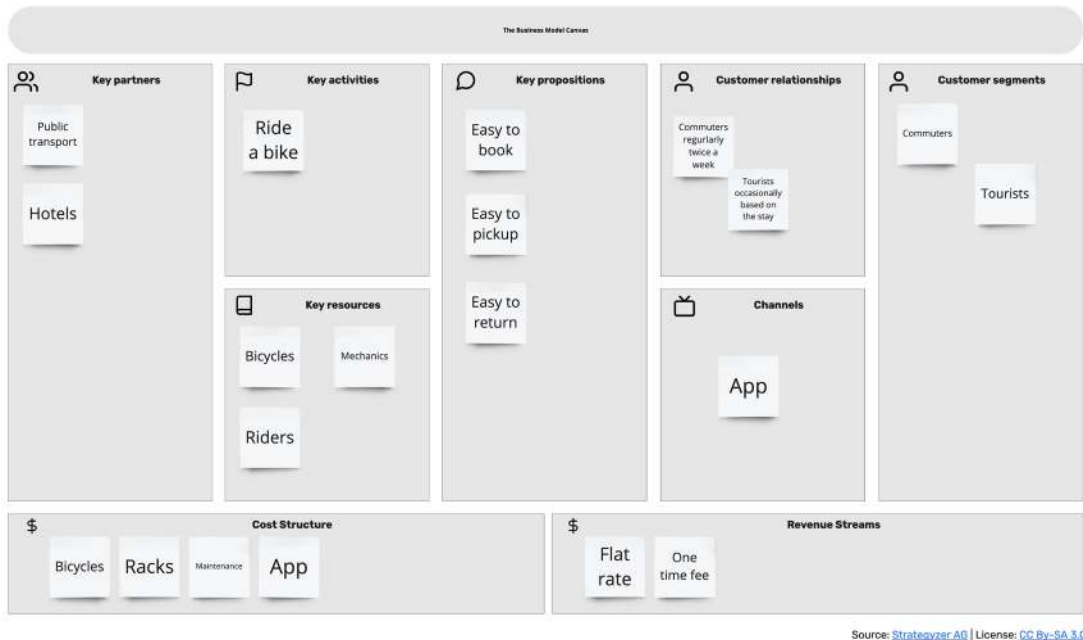 The Business Model Canvas
Key partners
Public
transport
Hotels
Key activities
Ride
a bike
Key resources
Bicycles
Mechanics
Riders
Key propositions
Easy to
book
Easy to
pickup
Easy to
return
Customer relationships
Commuters
regurlarly
twice a
week
Tourists
occasionally
based on
the stay
Channels
App
Customer segments
Commuters
Tourists
$
Cost Structure
Bicycles
Racks
Maintenance
App
$
Revenue Streams
Flat
rate
One
time fee
Source: Strategyzer AG | License: CC By-SA 3.0